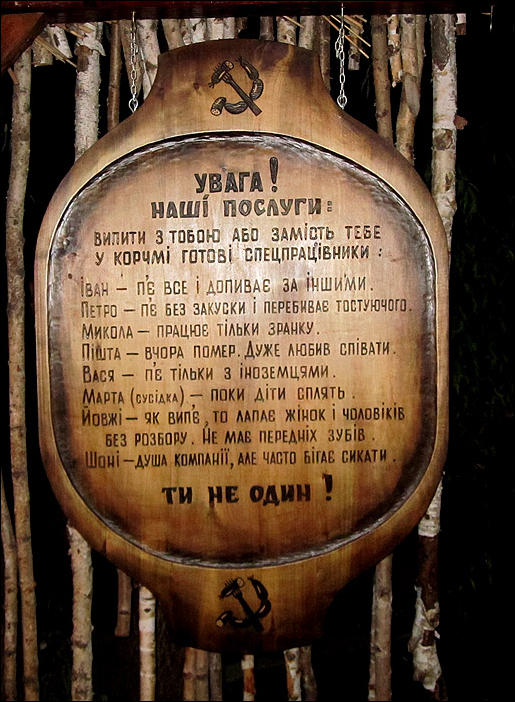 УВАГА!
НАШІ ПОСЛУГИ:
ВИПИТИ З ТОБОЮ АБО ЗАМІСТЬ ТЕБЕ
У КОРЧМІ ГОТОВІ СПЕЦПРАЦІВНИКИ:
ІВАН — П'Є ВСЕ І ДОПИВАЄ ЗА ІНШИМИ.
ПЕТРО — П'Є БЕЗ ЗАКУСКИ І ПЕРЕБИВАЄ ТОСТУЮЧОГО.
МИКОЛА — ПРАЦЮЄ ТІЛЬКИ ЗРАНКУ.
ПІШТА — ВЧОРА ПОМЕР. ДУЖЕ ЛЮБИВ СПІВАТИ.
ВАСЯ — П'Є ТІЛЬКИ З ІНОЗЕМЦЯМИ.
МАРТА (СУСІДКА) — ПОКИ ДІТИ СПЛЯТЬ.
ЙОВЖІ — ЯК ВИП'Є, ТО ЛАПАЄ ЖІНОК І ЧОЛОВІКІВ
БЕЗ РОЗБОРУ. НЕ МАЄ ПЕРЕДНІХ ЗУБІВ.
ШОНІ — ДУША КОМПАНІЇ, АЛЕ ЧАСТО БІГАЄ СИКАТИ.
ТИ НЕ ОДИН!